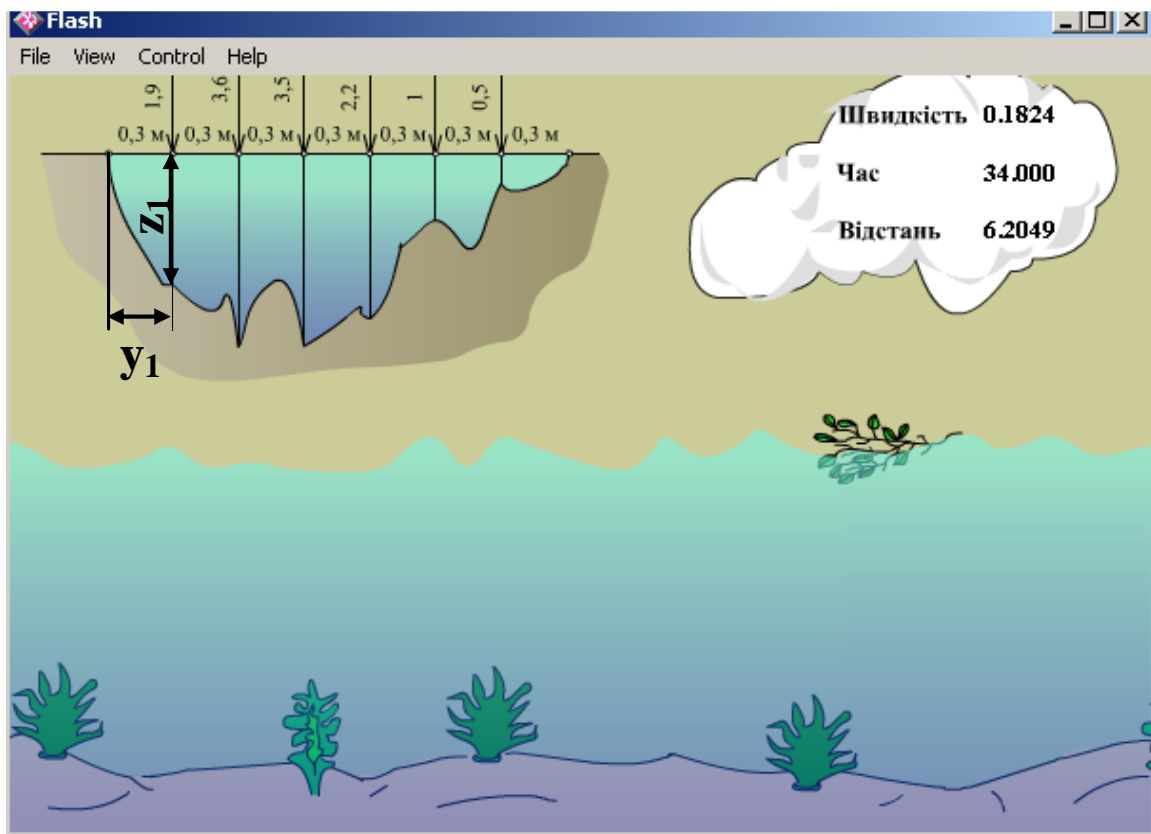 Flash
File View Control Help
1,9 3,6 3,5 2,2 1 0,5
0,3 м 0,3 м 0,3 м 0,3 м 0,3 м 0,3 м 0,3 м
z1
y1
Швидкість 0.1824
Час 34.000
Відстань 6.2049